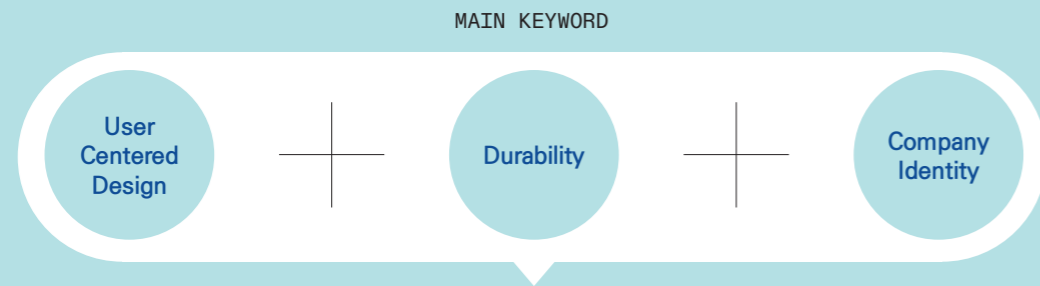 MAIN KEYWORD
User
Centered
Design
Durability
Company
Identity